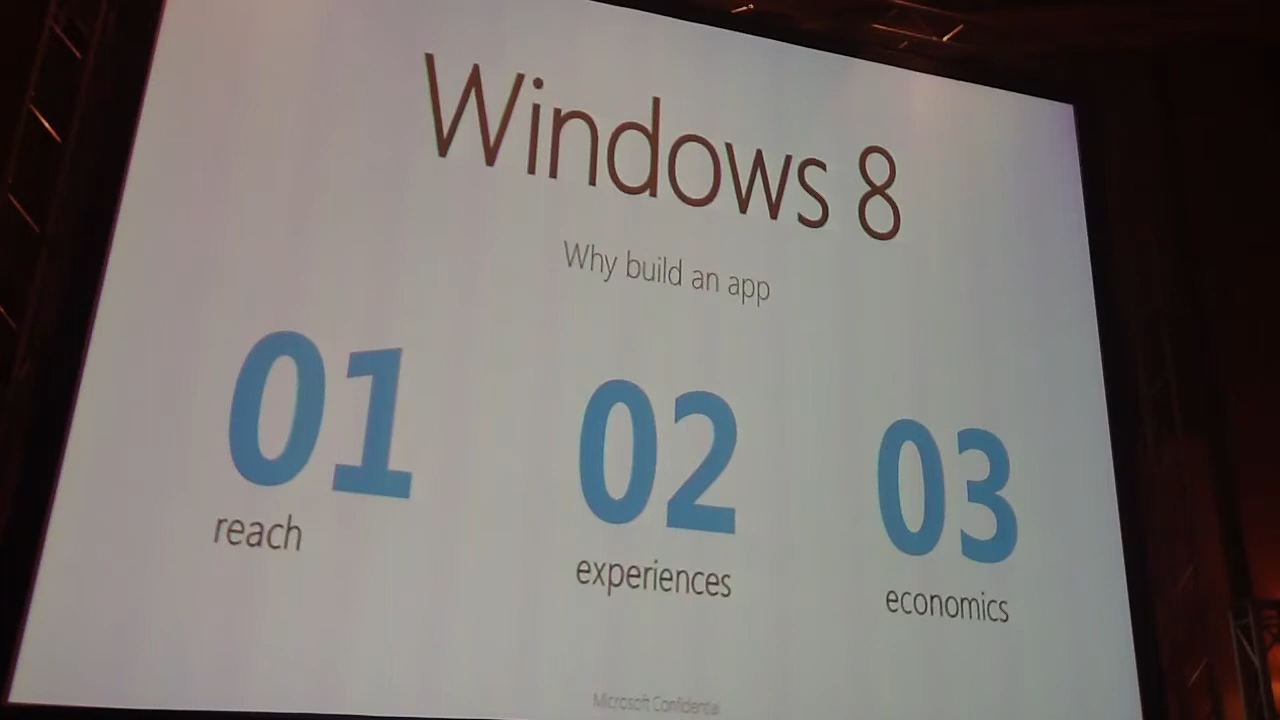 Windows 8
Why build an app
01
reach
02
experiences
03
economics
Microsoft Confidential